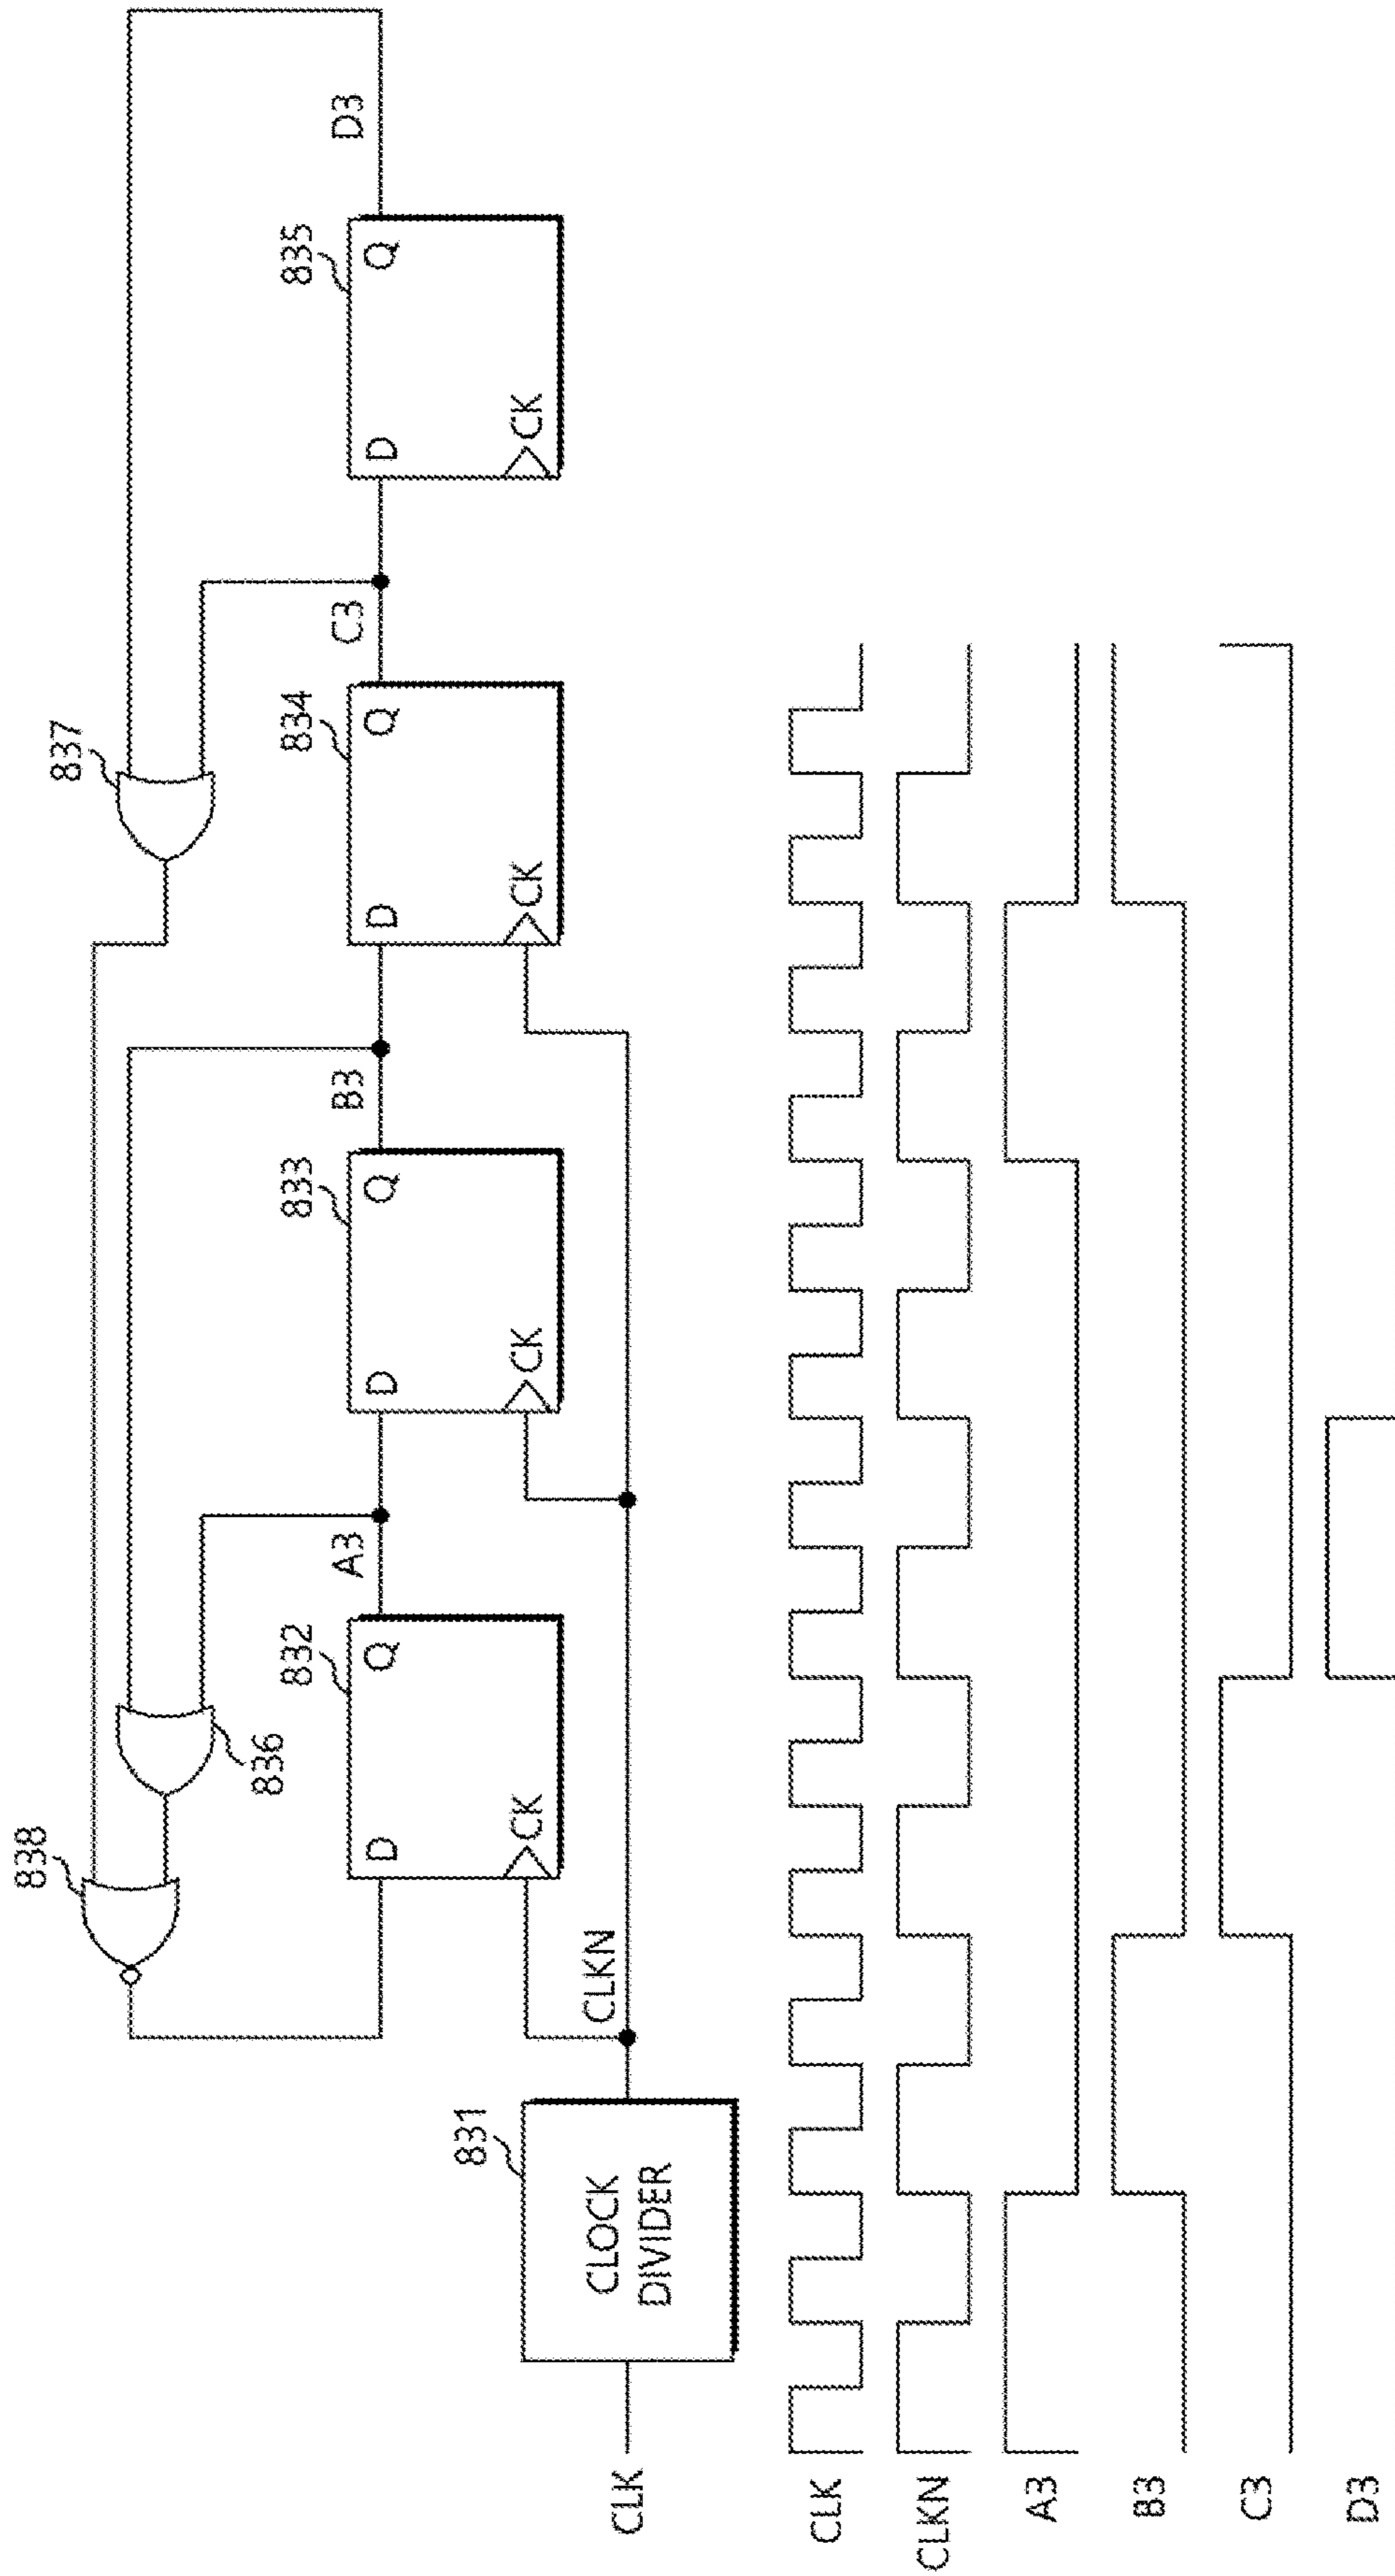 838
836
837
832
D
Q
CK
A3
833
D
Q
CK
B3
834
D
Q
CK
C3
835
D
Q
CK
D3
CLK
831
CLOCK
DIVIDER
CLKN
CLK
CLKN
A3
B3
C3
D3